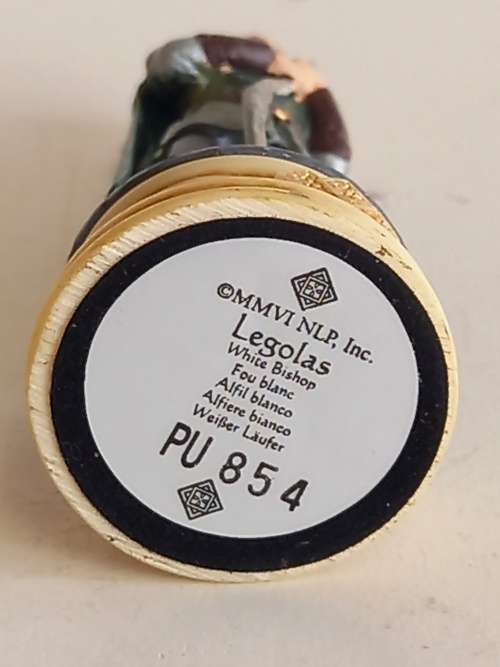 ©MMVI NLP, Inc.
Legolas
White Bishop
Fou blanc
Alfil blanco
Alfiere bianco
Weißer Läufer
PU 854